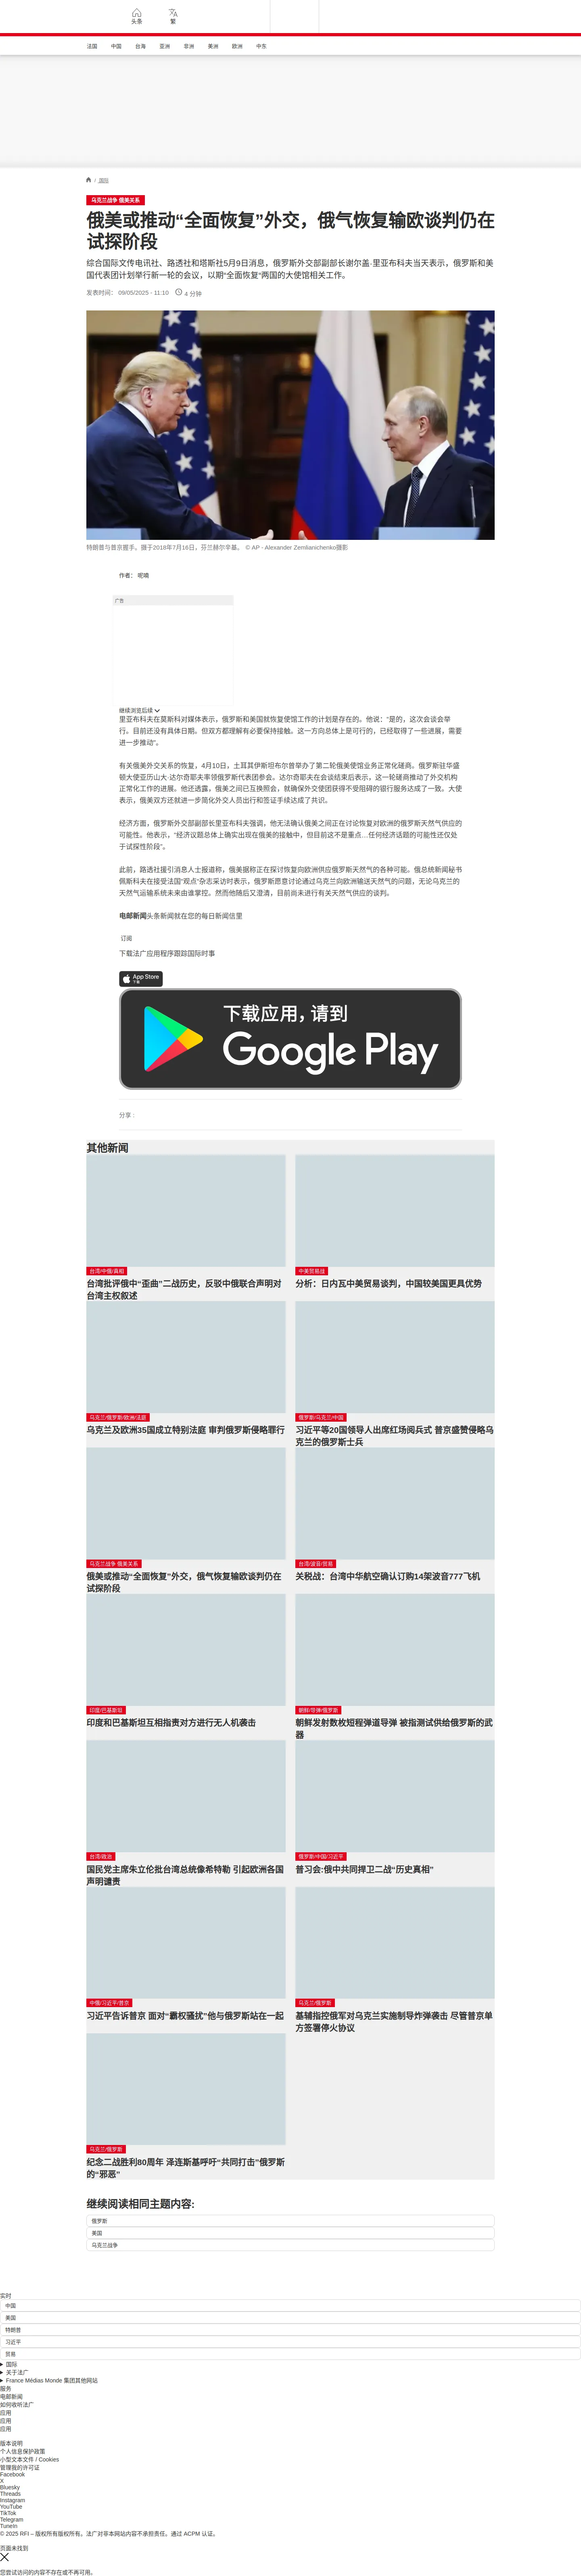 头条
繁
法国
中国
台海
亚洲
非洲
美洲
欧洲
中东
/ 国际
乌克兰战争 俄美关系
俄美或推动“全面恢复”外交，俄气恢复输欧谈判仍在
试探阶段
综合国际文传电讯社、路透社和塔斯社5月9日消息，俄罗斯外交部副部长谢尔盖·里亚布科夫当天表示，俄罗斯和美
国代表团计划举行新一轮的会议，以期“全面恢复”两国的大使馆相关工作。
发表时间： 09/05/2025 - 11:10
4 分钟
特朗普与普京握手。摄于2018年7月16日，芬兰赫尔辛基。 © AP - Alexander Zemlianichenko摄影
作者： 呢喃
广告
继续浏览后续
里亚布科夫在莫斯科对媒体表示，俄罗斯和美国就恢复使馆工作的计划是存在的。他说：“是的，这次会谈会举
行。目前还没有具体日期。但双方都理解有必要保持接触。这一方向总体上是可行的，已经取得了一些进展，需要
进一步推动”。
有关俄美外交关系的恢复，4月10日，土耳其伊斯坦布尔曾举办了第二轮俄美使馆业务正常化磋商。俄罗斯驻华盛
顿大使亚历山大·达尔奇耶夫率领俄罗斯代表团参会。达尔奇耶夫在会谈结束后表示，这一轮磋商推动了外交机构
正常化工作的进展。他还透露，俄美之间已互换照会，就确保外交使团获得不受阻碍的银行服务达成了一致。大使
表示，俄美双方还就进一步简化外交人员出行和签证手续达成了共识。
经济方面，俄罗斯外交部副部长里亚布科夫强调，他无法确认俄美之间正在讨论恢复对欧洲的俄罗斯天然气供应的
可能性。他表示，“经济议题总体上确实出现在俄美的接触中，但目前这不是重点…任何经济话题的可能性还仅处
于试探性阶段”。
此前，路透社援引消息人士报道称，俄美据称正在探讨恢复向欧洲供应俄罗斯天然气的各种可能。俄总统新闻秘书
佩斯科夫在接受法国“观点”杂志采访时表示，俄罗斯愿意讨论通过乌克兰向欧洲输送天然气的问题，无论乌克兰的
天然气运输系统未来由谁掌控。然而他随后又澄清，目前尚未进行有关天然气供应的谈判。
电邮新闻头条新闻就在您的每日新闻信里
订阅
下载法广应用程序跟踪国际时事
App Store
下载
下载应用，请到
Google Play
分享 :
其他新闻
台湾/中俄/真相
台湾批评俄中“歪曲”二战历史，反驳中俄联合声明对
台湾主权叙述
中美贸易战
分析：日内瓦中美贸易谈判，中国较美国更具优势
乌克兰/俄罗斯/欧洲/法庭
乌克兰及欧洲35国成立特别法庭 审判俄罗斯侵略罪行
俄罗斯/乌克兰/中国
习近平等20国领导人出席红场阅兵式 普京盛赞侵略乌
克兰的俄罗斯士兵
乌克兰战争 俄美关系
俄美或推动“全面恢复”外交，俄气恢复输欧谈判仍在
试探阶段
台湾/波音/贸易
关税战：台湾中华航空确认订购14架波音777飞机
印度/巴基斯坦
印度和巴基斯坦互相指责对方进行无人机袭击
朝鲜/导弹/俄罗斯
朝鲜发射数枚短程弹道导弹 被指测试供给俄罗斯的武
器
台湾/政治
国民党主席朱立伦批台湾总统像希特勒 引起欧洲各国
声明谴责
俄罗斯/中国/习近平
普习会:俄中共同捍卫二战“历史真相”
中俄/习近平/普京
习近平告诉普京 面对“霸权骚扰”他与俄罗斯站在一起
乌克兰/俄罗斯
基辅指控俄军对乌克兰实施制导炸弹袭击 尽管普京单
方签署停火协议
乌克兰/俄罗斯
纪念二战胜利80周年 泽连斯基呼吁“共同打击”俄罗斯
的“邪恶”
继续阅读相同主题内容:
俄罗斯
美国
乌克兰战争
实时
中国
美国
特朗普
习近平
贸易
国际
关于法广
France Médias Monde 集团其他网站
服务
电邮新闻
如何收听法广
应用
应用
应用
版本说明
个人信息保护政策
小型文本文件 / Cookies
管理我的许可证
Facebook
X
Bluesky
Threads
Instagram
YouTube
TikTok
Telegram
TuneIn
© 2025 RFI – 版权所有版权所有。法广对非本网站内容不承担责任。通过 ACPM 认证。
页面未找到
您尝试访问的内容不存在或不再可用。